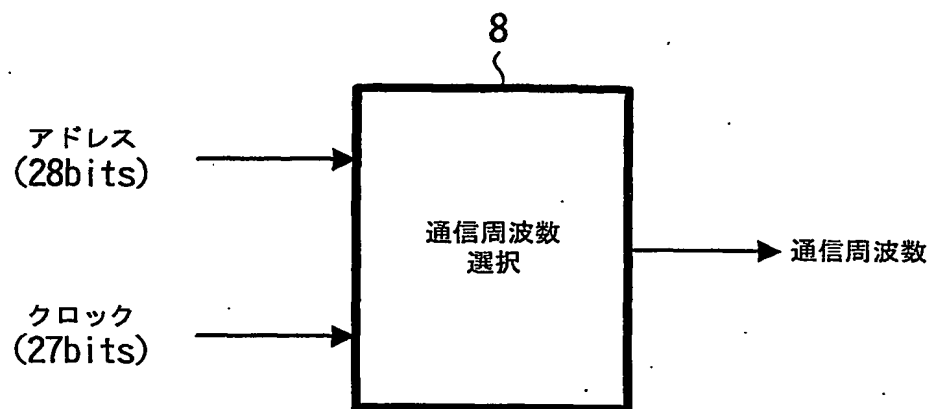 8
アドレス
(28bits)
通信周波数
選択
通信周波数
クロック
(27bits)